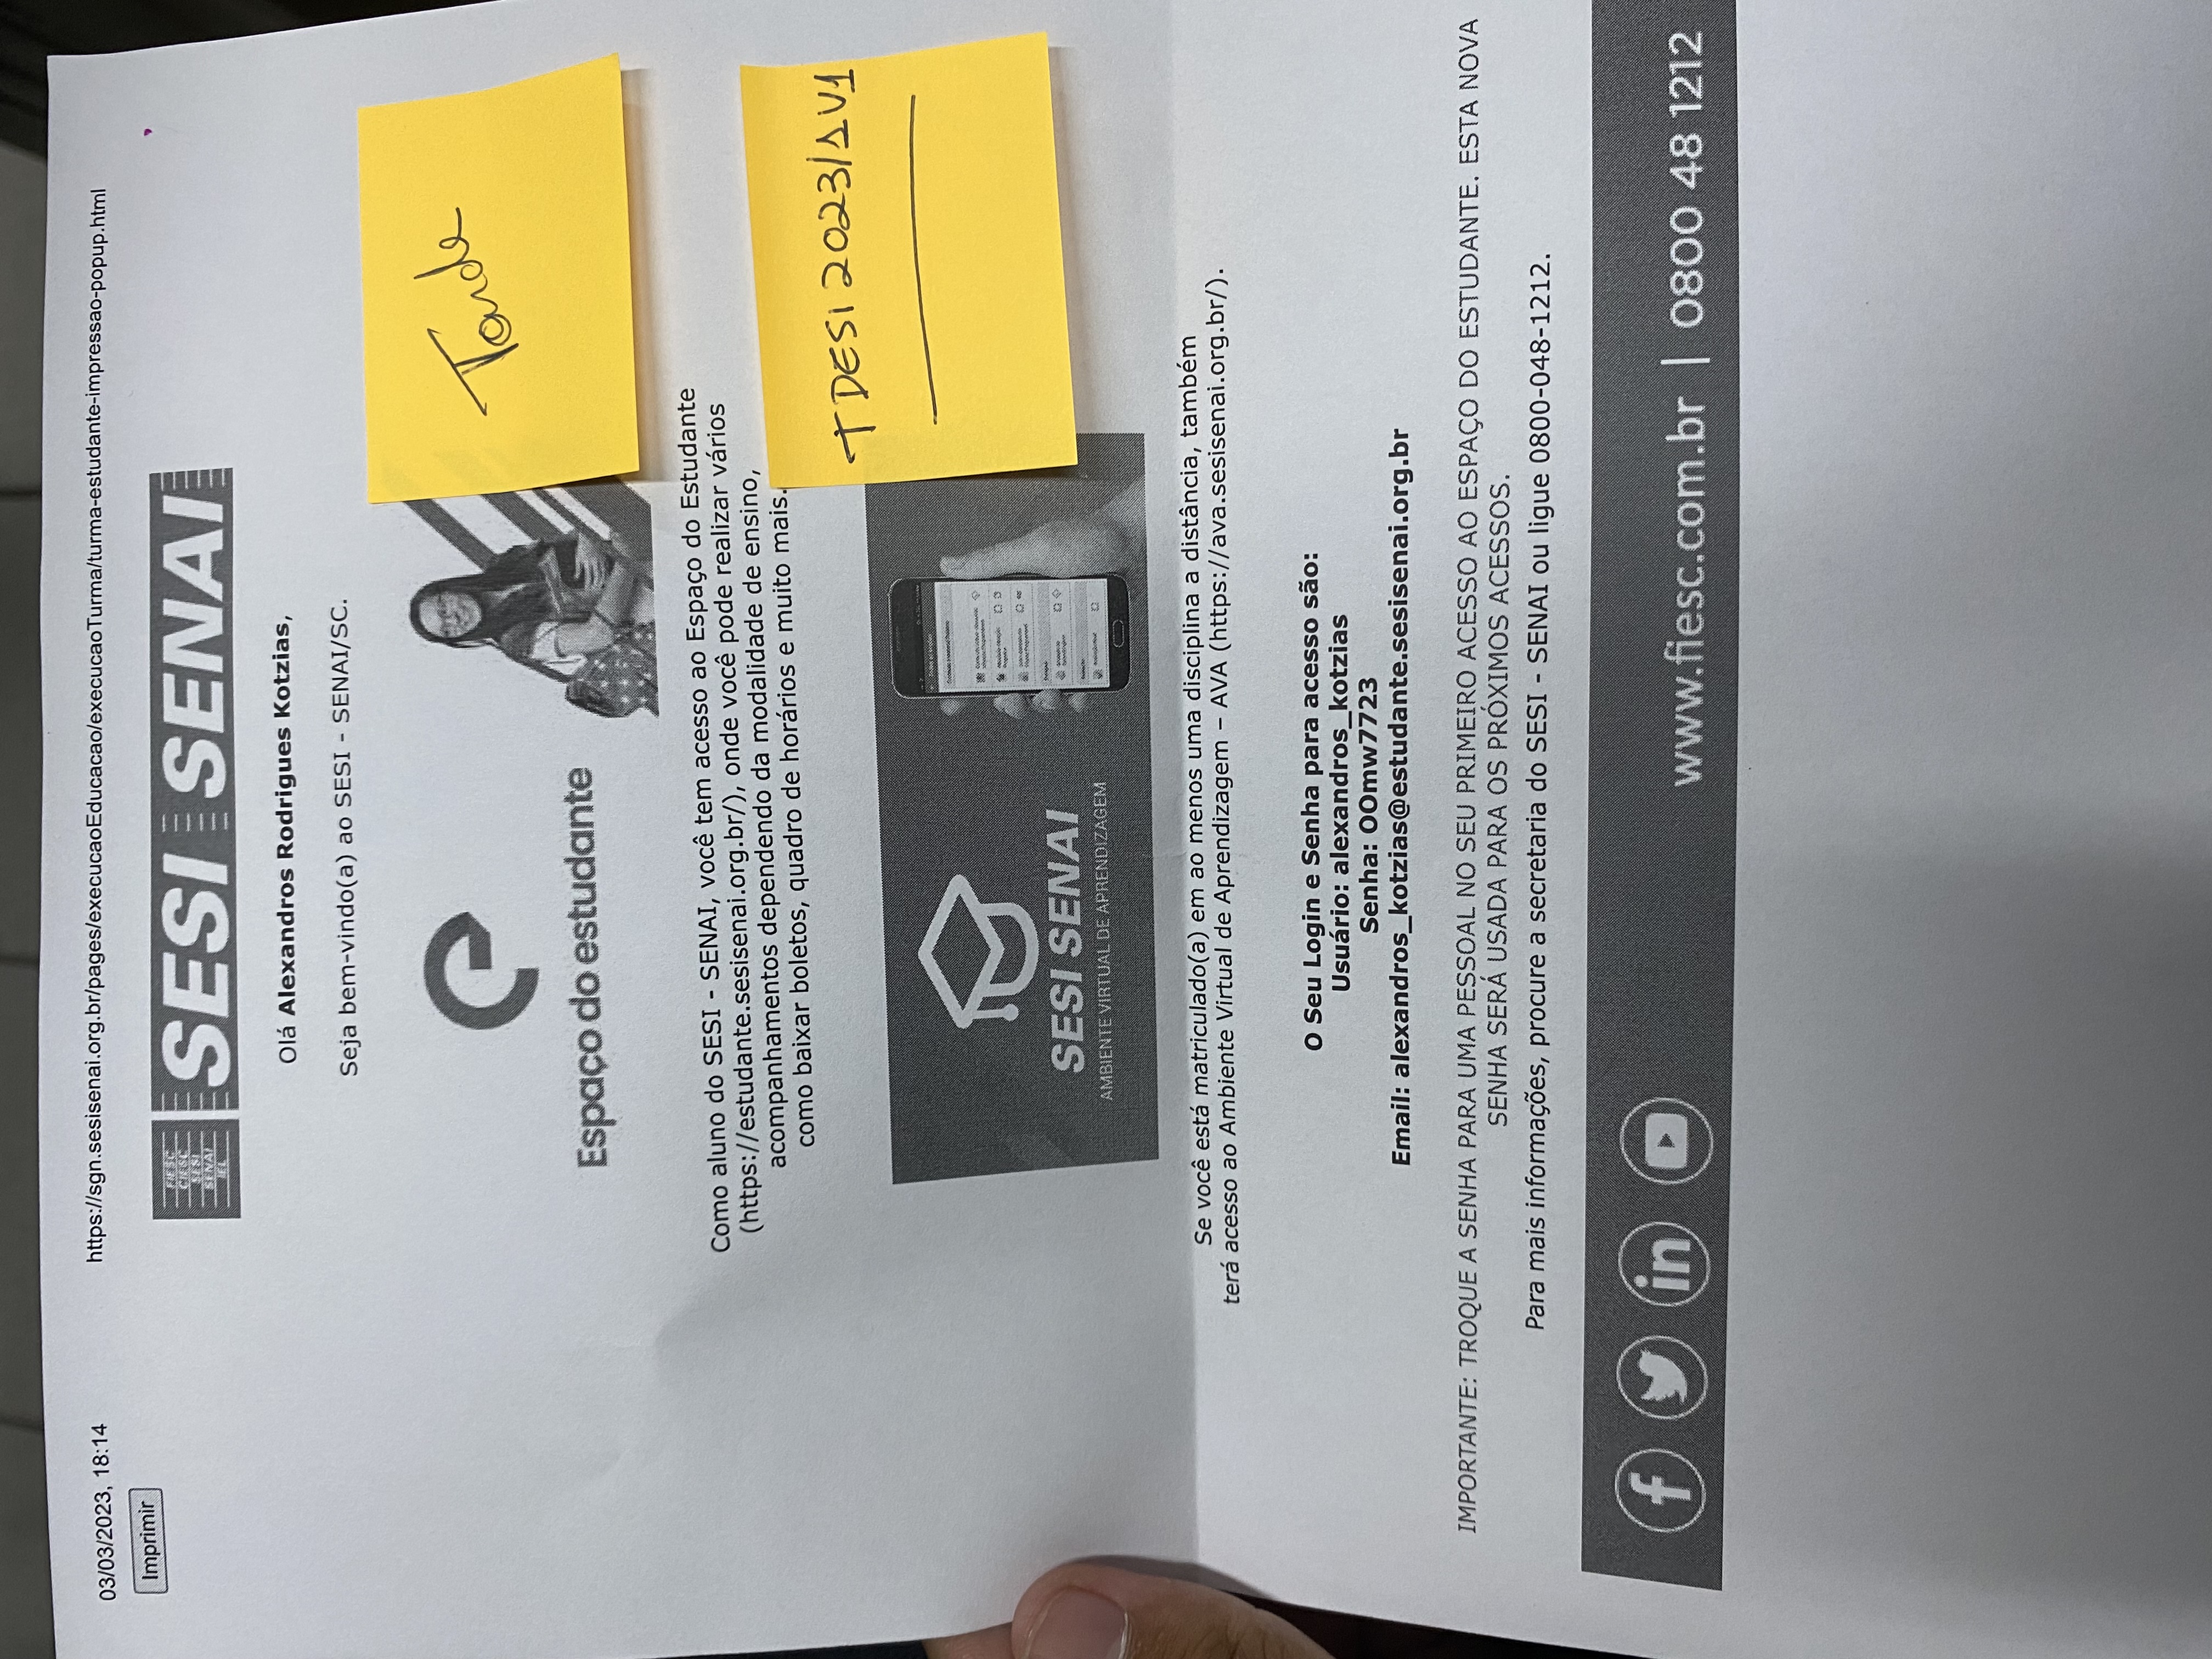 03/03/2023, 18:14
https://sgn.sesisenai.org.br/pages/execucaoEducacao/execucaoTurma/turma-estudante-impressao-popup.html
Imprimir
FIESC
CIESC
SESI
SENAI
IEL
SESI SENAI
Olá Alexandros Rodrigues Kotzias,
Seja bem-vindo(a) ao SESI - SENAI/SC.
Tarde
Espaço do estudante
Como aluno do SESI - SENAI, você tem acesso ao Espaço do Estudante
(https://estudante.sesisenai.org.br/), onde você pode realizar vários
acompanhamentos dependendo da modalidade de ensino,
como baixar boletos, quadro de horários e muito mais.
T DESI 2023/1V1
SESI SENAI
AMBIENTE VIRTUAL DE APRENDIZAGEM
Se você está matriculado(a) em ao menos uma disciplina a distância, também
terá acesso ao Ambiente Virtual de Aprendizagem – AVA (https://ava.sesisenai.org.br/).
O Seu Login e Senha para acesso são:
Usuário: alexandros_kotzias
Senha: OOmw7723
Email: alexandros_kotzias@estudante.sesisenai.org.br
IMPORTANTE: TROQUE A SENHA PARA UMA PESSOAL NO SEU PRIMEIRO ACESSO AO ESPAÇO DO ESTUDANTE. ESTA NOVA
SENHA SERÁ USADA PARA OS PRÓXIMOS ACESSOS.
Para mais informações, procure a secretaria do SESI - SENAI ou ligue 0800-048-1212.
www.fiesc.com.br | 0800 48 1212